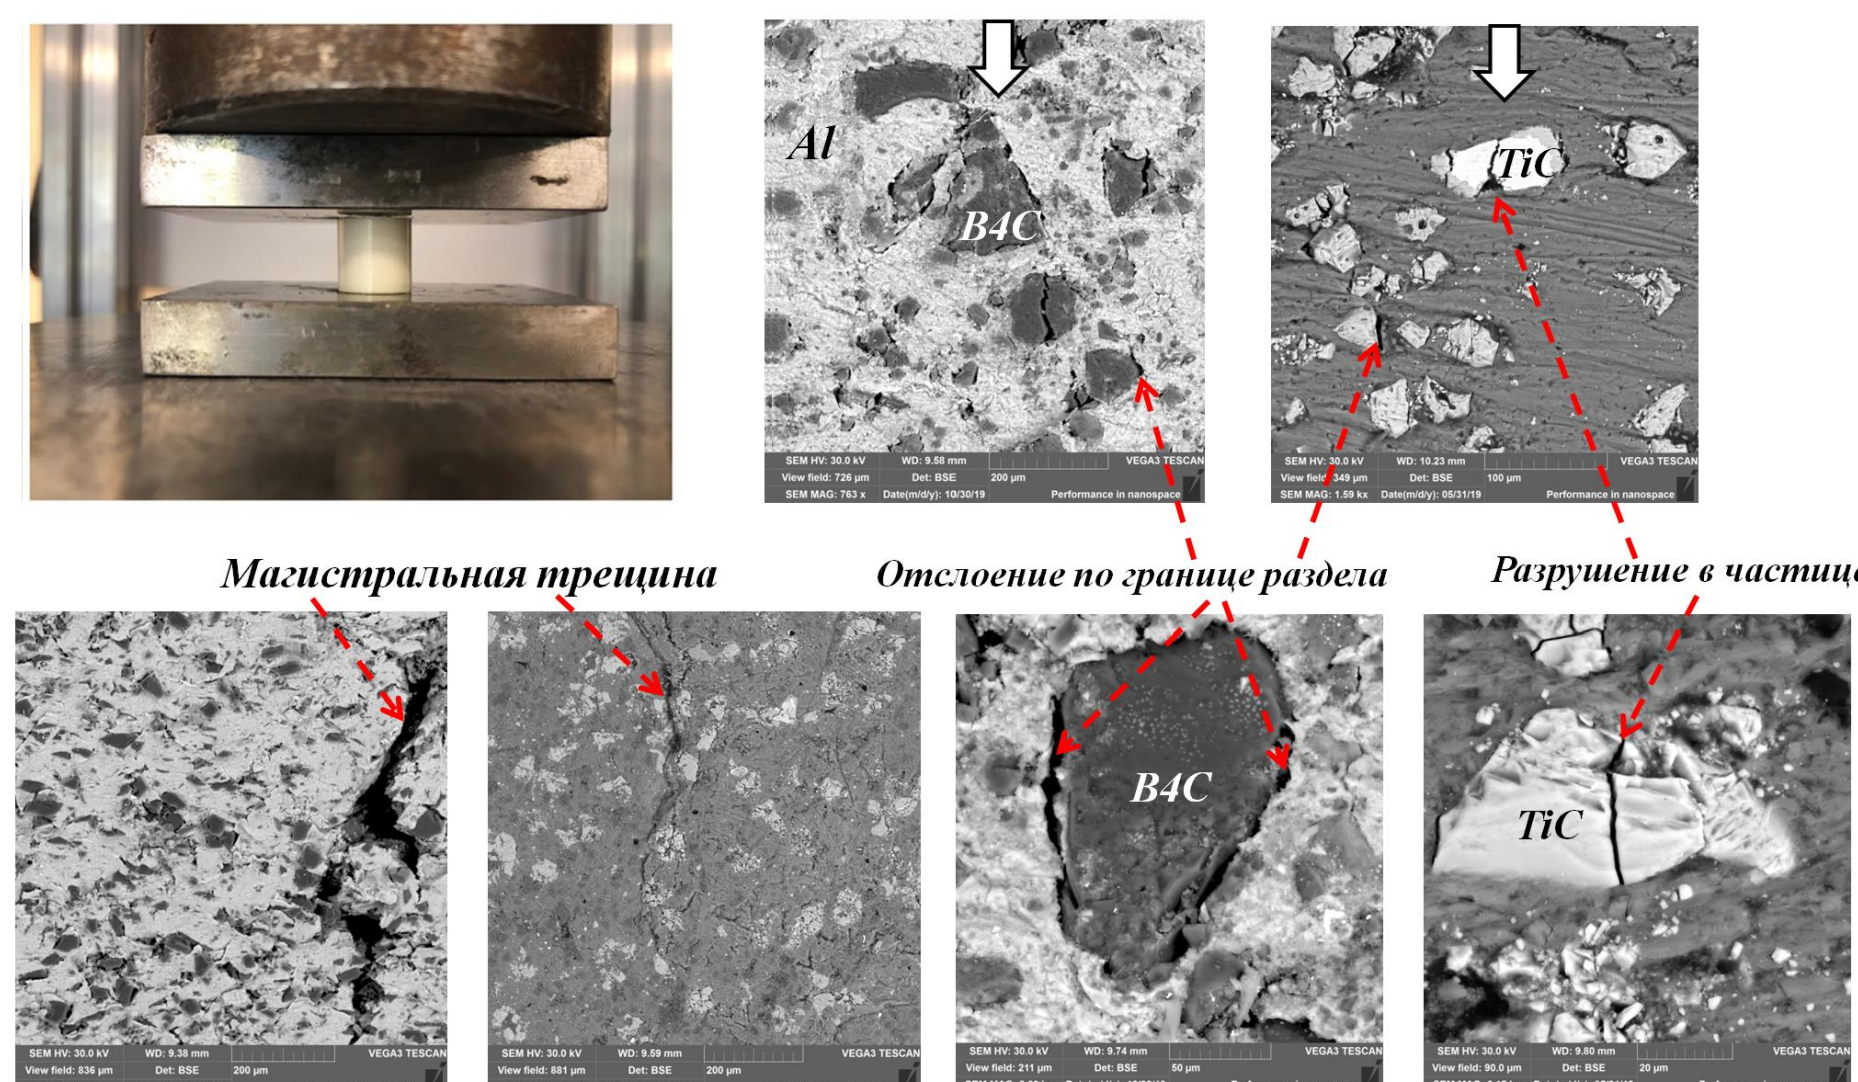 Al
B4C
SEM HV: 30.0 kV WD: 9.58 mm VEGA3 TESCAN
View field: 726 µm Det: BSE 200 µm
SEM MAG: 763 x Date(m/d/y): 10/30/19 Performance in nanospace
TiC
SEM HV: 30.0 kV WD: 10.23 mm VEGA3 TESCAN
View field: 349 µm Det: BSE 100 µm
SEM MAG: 1.59 kx Date(m/d/y): 05/31/19 Performance in nanospace
Магистральная трещина
Отслоение по границе раздела
Разрушение в частице
SEM HV: 30.0 kV WD: 9.38 mm VEGA3 TESCAN
View field: 836 µm Det: BSE 200 µm
SEM HV: 30.0 kV WD: 9.59 mm VEGA3 TESCAN
View field: 881 µm Det: BSE 200 µm
B4C
SEM HV: 30.0 kV WD: 9.74 mm VEGA3 TESCAN
View field: 211 µm Det: BSE 50 µm
TiC
SEM HV: 30.0 kV WD: 9.80 mm VEGA3 TESCAN
View field: 90.0 µm Det: BSE 20 µm